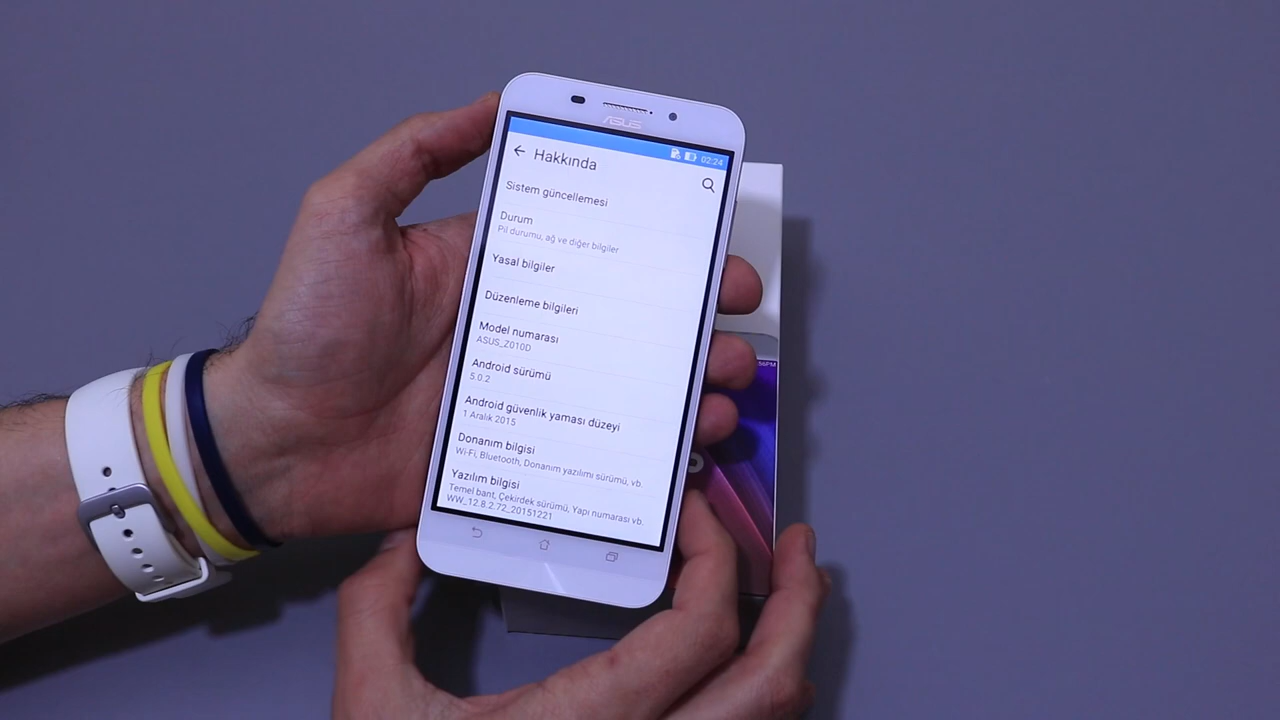 ASUS
02:24
Hakkında
Sistem güncellemesi
Durum
Pil durumu, ağ ve diğer bilgiler
Yasal bilgiler
Düzenleme bilgileri
Model numarası
ASUS_Z010D
Android sürümü
5.0.2
Android güvenlik yaması düzeyi
1 Aralık 2015
Donanım bilgisi
Wi-Fi, Bluetooth, Donanım yazılımı sürümü, vb.
Yazılım bilgisi
Temel bant, Çekirdek sürümü, Yapı numarası vb.
WW_12.8.2.72_20151221